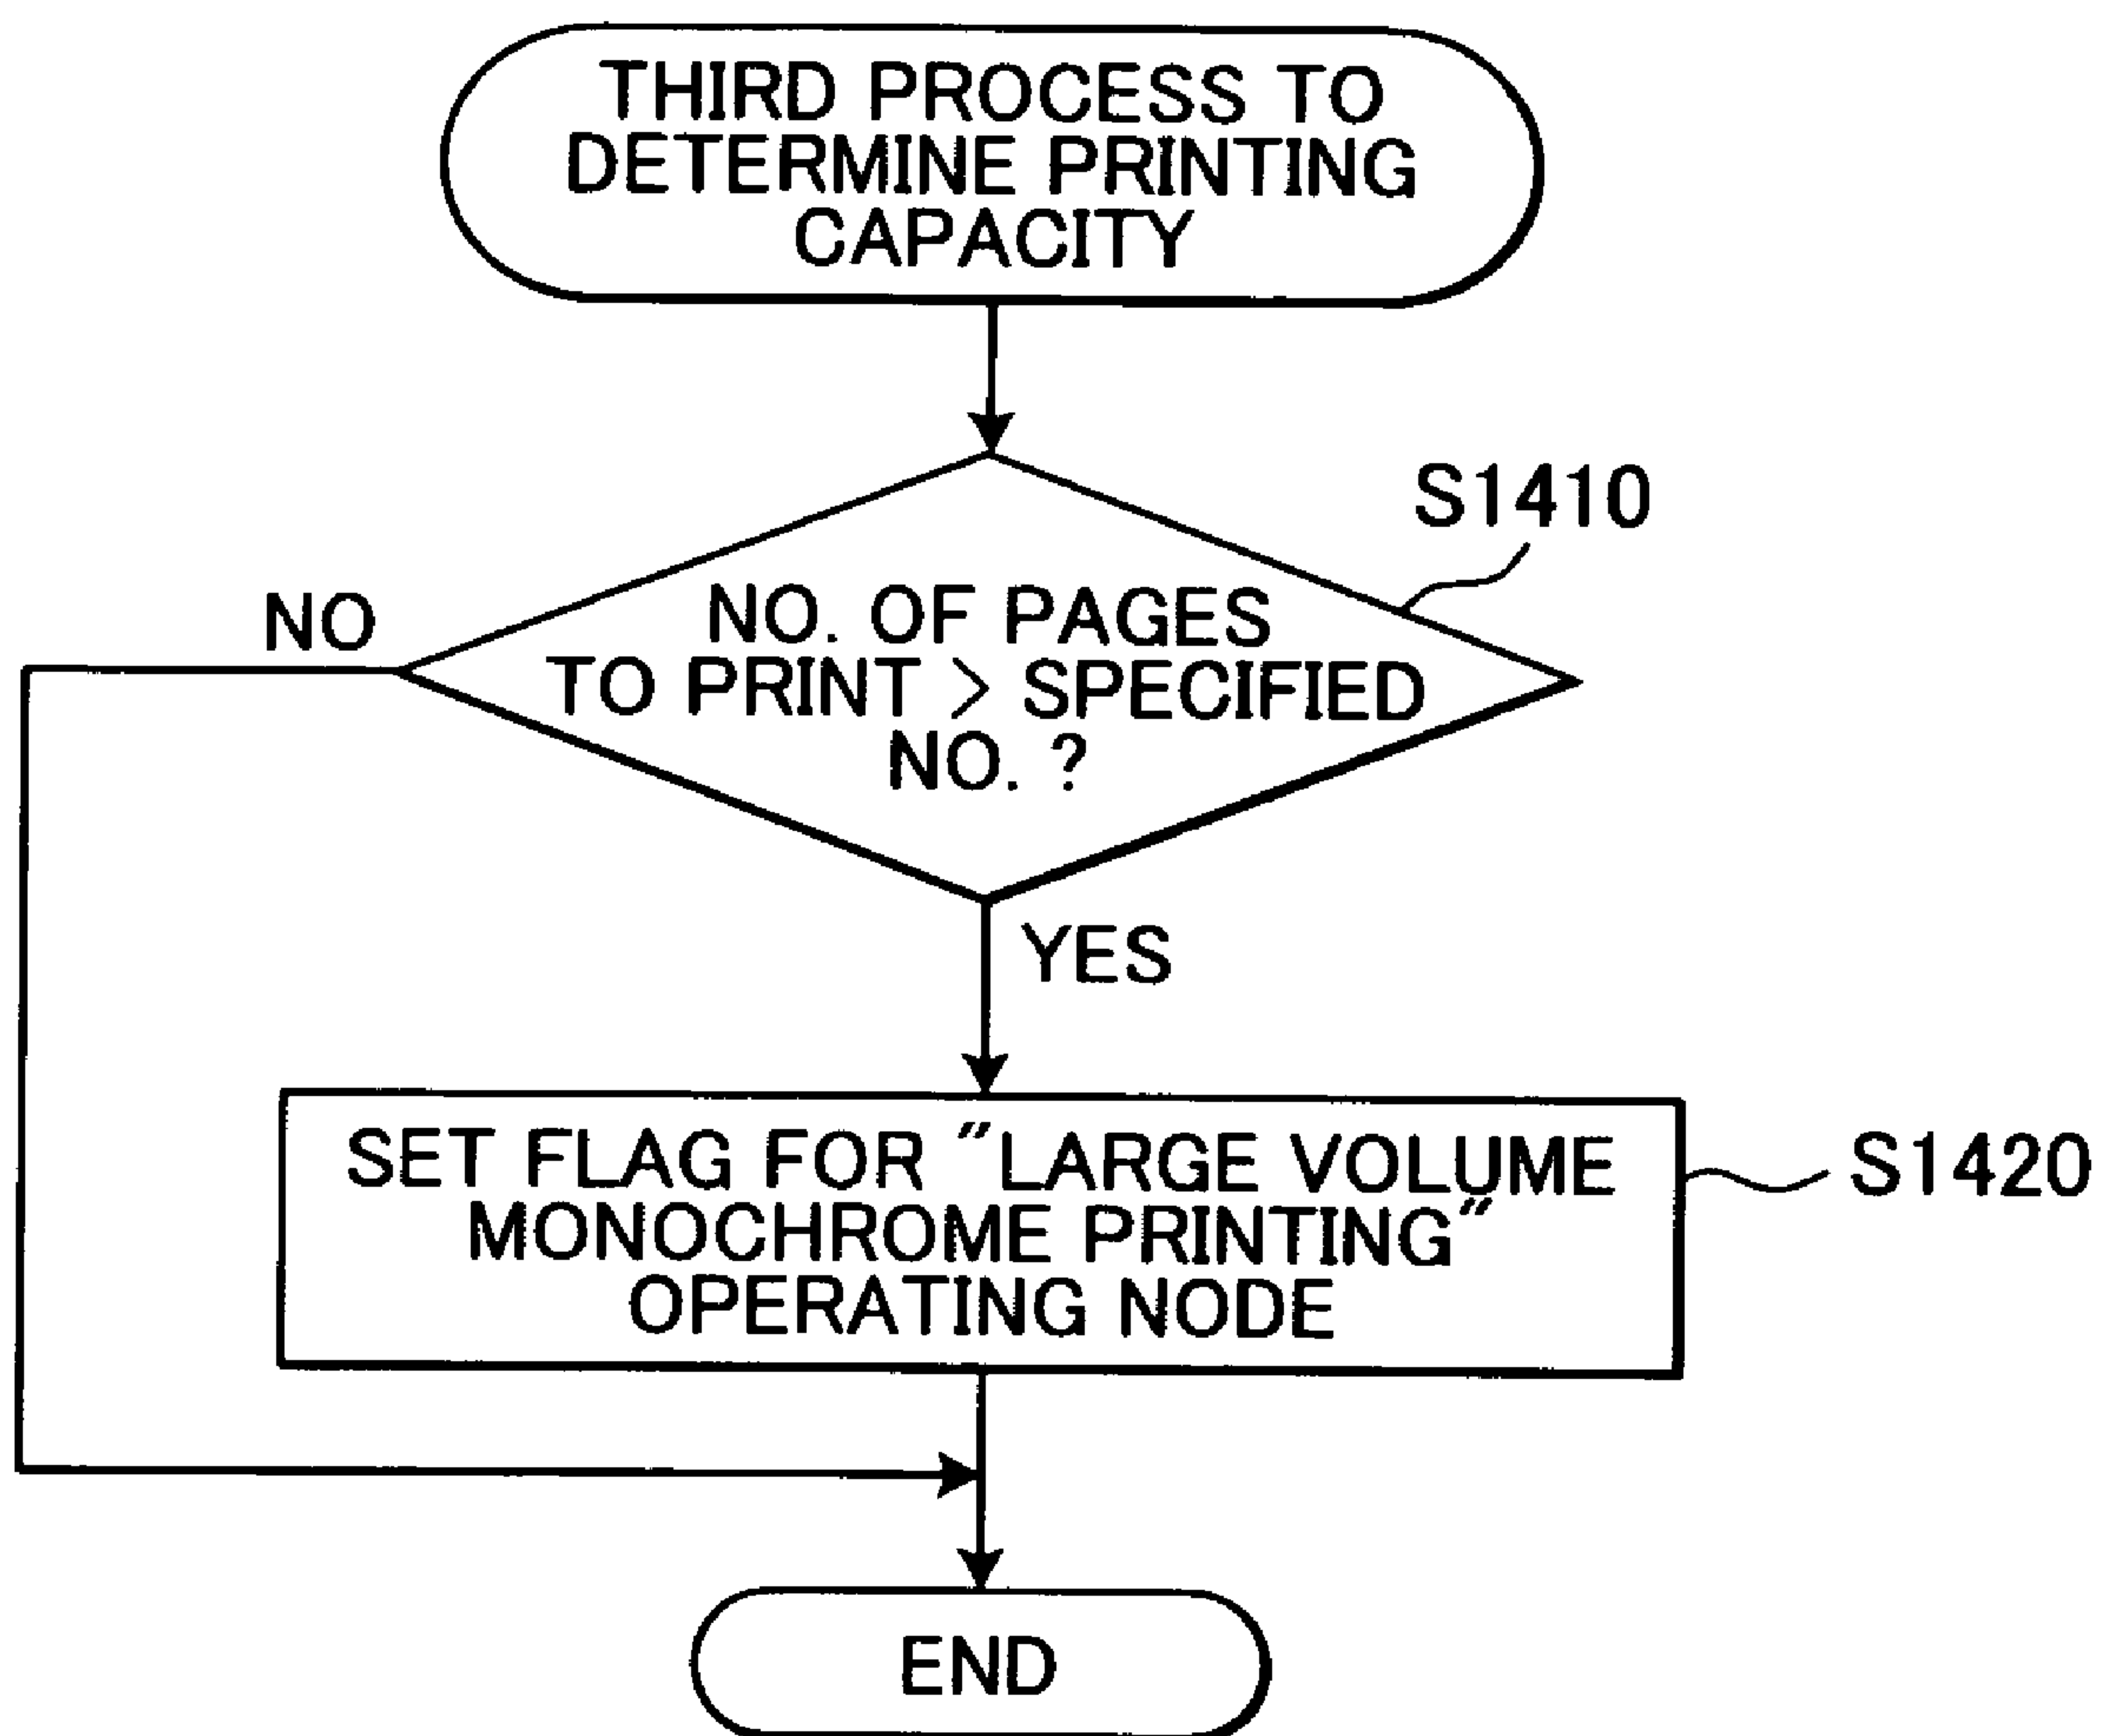 THIRD PROCESS TO
DETERMINE PRINTING
CAPACITY
S1410
NO
NO. OF PAGES
TO PRINT > SPECIFIED
NO. ?
YES
SET FLAG FOR "LARGE VOLUME
MONOCHROME PRINTING"
OPERATING NODE
S1420
END